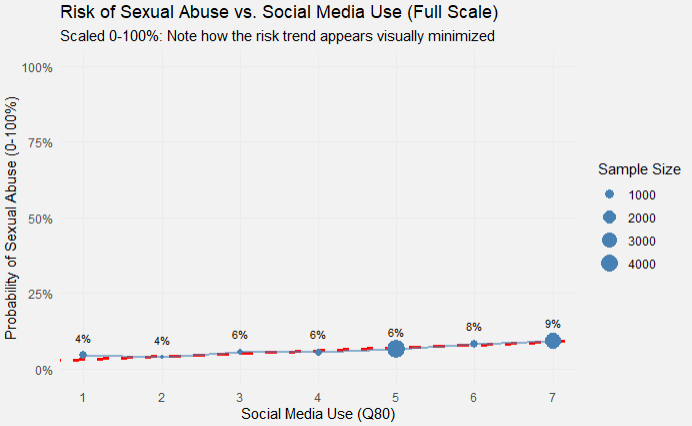 Risk of Sexual Abuse vs. Social Media Use (Full Scale)
Scaled 0-100%: Note how the risk trend appears visually minimized
Probability of Sexual Abuse (0-100%)
100%
75%
50%
25%
0%
4%
4%
6%
6%
6%
8%
9%
1 2 3 4 5 6 7
Social Media Use (Q80)
Sample Size
1000
2000
3000
4000